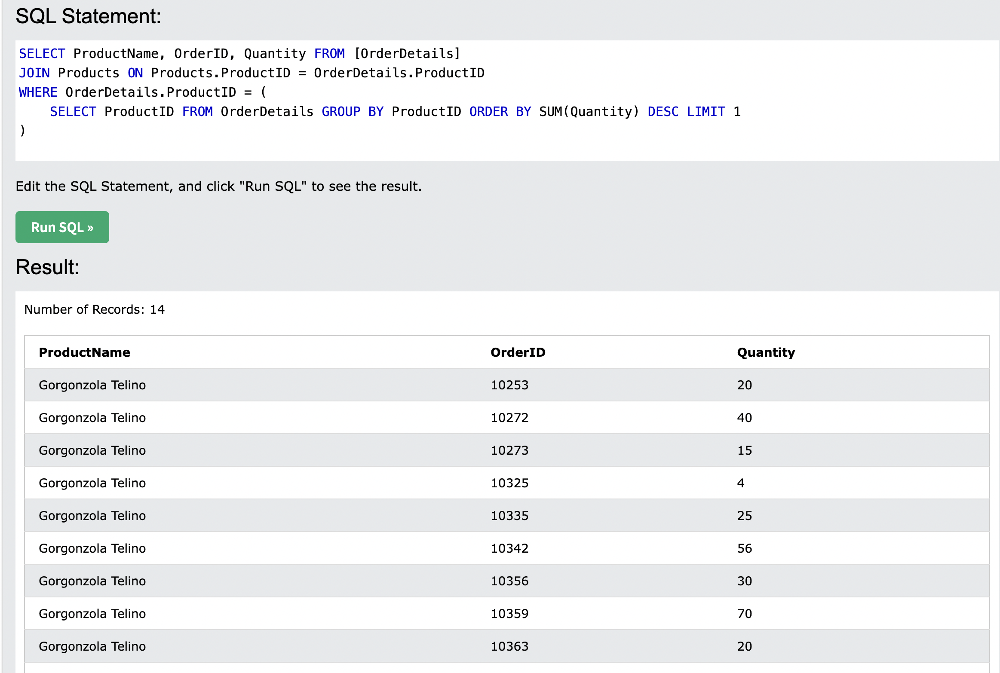 SQL Statement:
SELECT ProductName, OrderID, Quantity FROM [OrderDetails]
JOIN Products ON Products.ProductID = OrderDetails.ProductID
WHERE OrderDetails.ProductID = (
    SELECT ProductID FROM OrderDetails GROUP BY ProductID ORDER BY SUM(Quantity) DESC LIMIT 1
)
Edit the SQL Statement, and click "Run SQL" to see the result.
Run SQL »
Result:
Number of Records: 14
ProductName OrderID Quantity
Gorgonzola Telino 10253 20
Gorgonzola Telino 10272 40
Gorgonzola Telino 10273 15
Gorgonzola Telino 10325 4
Gorgonzola Telino 10335 25
Gorgonzola Telino 10342 56
Gorgonzola Telino 10356 30
Gorgonzola Telino 10359 70
Gorgonzola Telino 10363 20